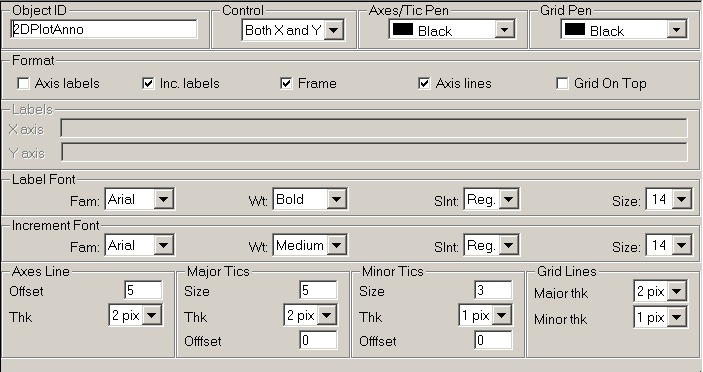 Object ID Control Axes/Tic Pen Grid Pen
2DPlotAnno Both X and Y Black Black
Format
Axis labels Inc. labels Frame Axis lines Grid On Top
Labels
X axis
Y axis
Label Font
Fam: Arial Wt: Bold Slnt: Reg. Size: 14
Increment Font
Fam: Arial Wt: Medium Slnt: Reg. Size: 14
Axes Line Major Tics Minor Tics Grid Lines
Offset 5 Size 5 Size 3 Major thk 2 pix
Thk 2 pix Thk 2 pix Thk 1 pix Minor thk 1 pix
Offfset 0 Offfset 0